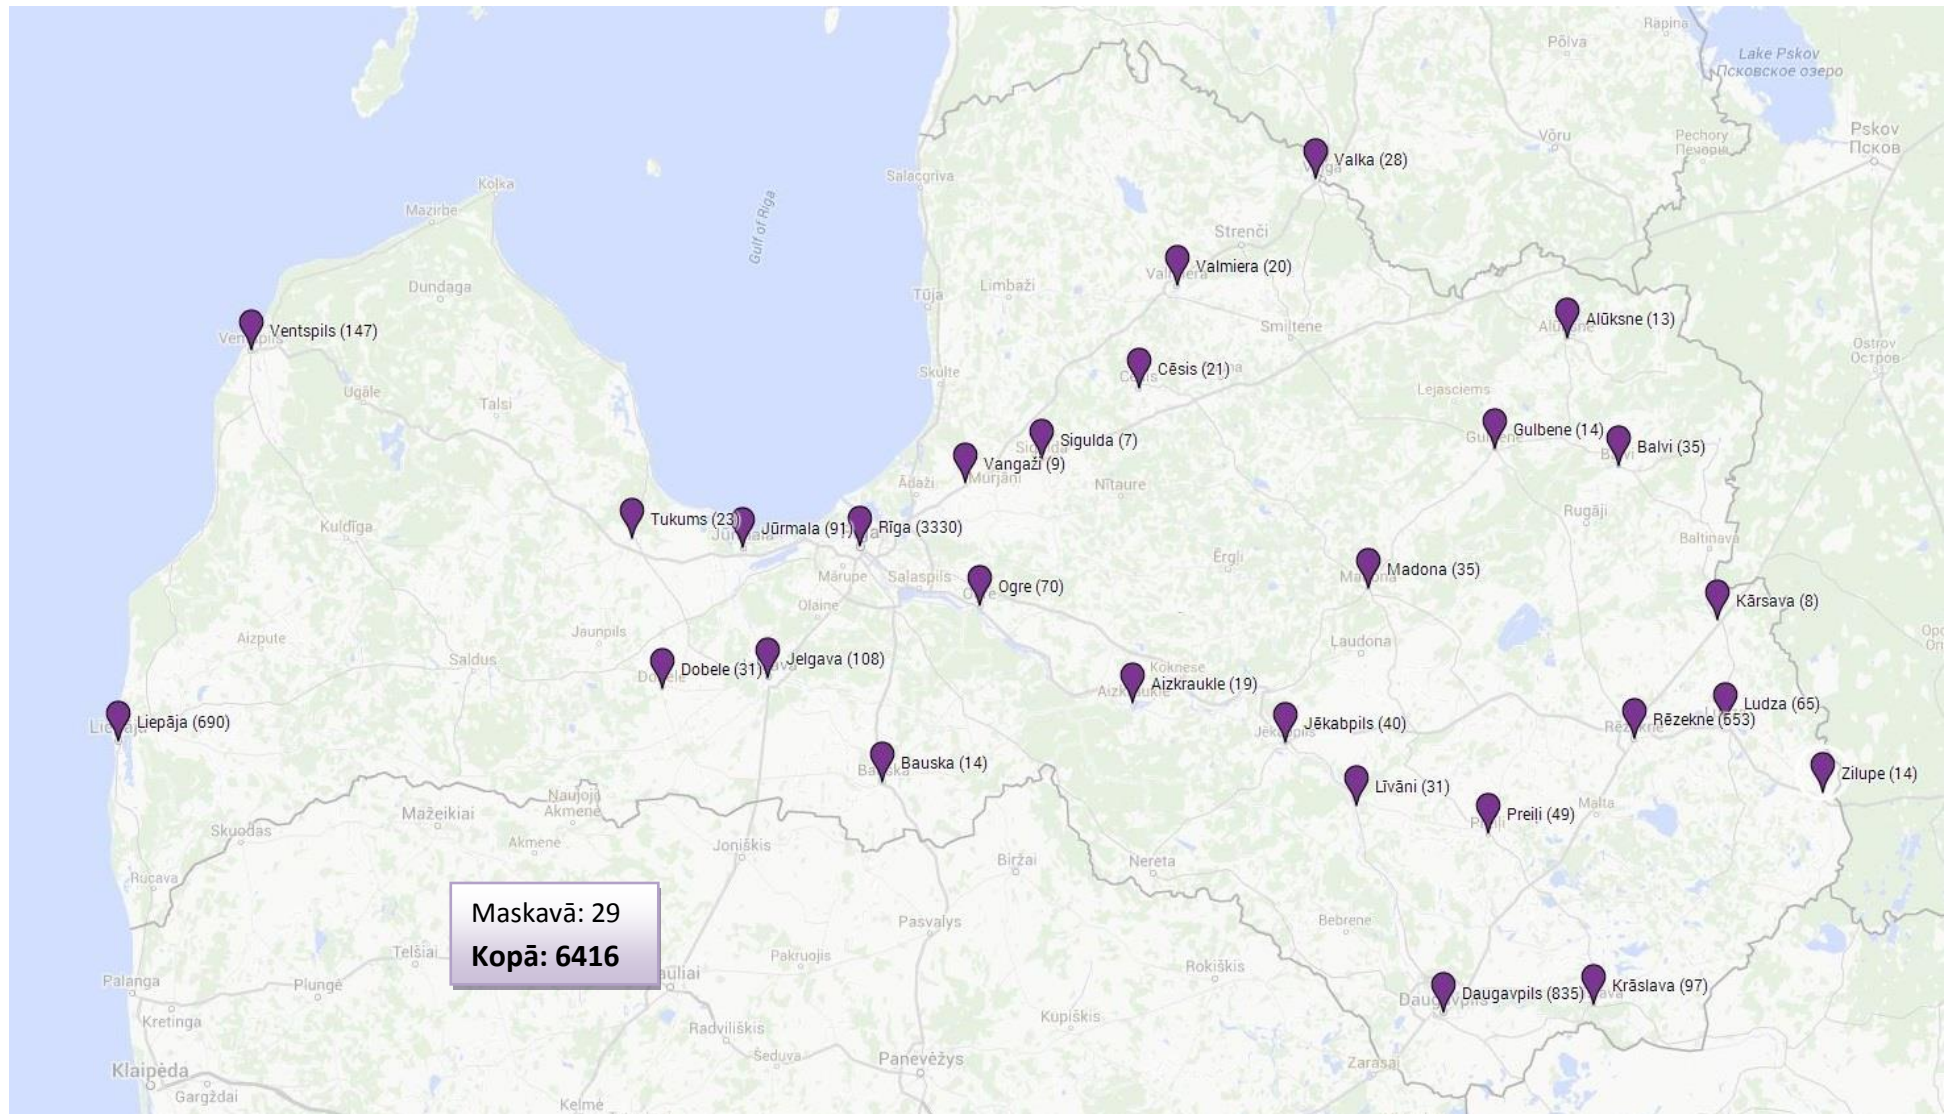 Rapina
Põlva
Lake Pskov
Псковское озеро
Pskov
Псков
Võru
Pechory
Печоры
Valka (28)
Salacgrīva
Kolka
Mazirbe
Gulf of Riga
Strenči
Valmiera (20)
Limbaži
Tūja
Dundaga
Smiltene
Alūksne (13)
Ventspils (147)
Ostrov
Остров
Cēsis (21)
Skulte
Ugāle
Talsi
Lejasciems
Gulbene (14)
Balvi (35)
Sigulda (7)
Vangaži (9)
Murjāni
Ādaži
Nītaure
Rugāji
Baltinava
Kuldīga
Tukums (23)
Jūrmala (91)
Rīga (3330)
Ērgli
Madona (35)
Mārupe
Salaspils
Ogre (70)
Olaine
Kārsava (8)
Aizpute
Jaunpils
Laudona
Saldus
Dobele (31)
Jelgava (108)
Koknese
Aizkraukle (19)
Liepāja (690)
Jēkabpils (40)
Rēzekne (553)
Ludza (65)
Bauska (14)
Zilupe (14)
Līvāni (31)
Preiļi (49)
Malta
Naujoji
Akmenė
Mažeikiai
Skuodas
Akmenė
Joniškis
Biržai
Nereta
Rucava
Maskavā: 29
Kopā: 6416
Pasvalys
Bebrene
Telšiai
Pakruojis
Rokiškis
Palanga
Plungė
Daugavpils (835)
Krāslava (97)
Kretinga
Radviliškis
Kupiškis
Šeduva
Panevėžys
Zarasai
Klaipėda
Gargždai
Kelmė